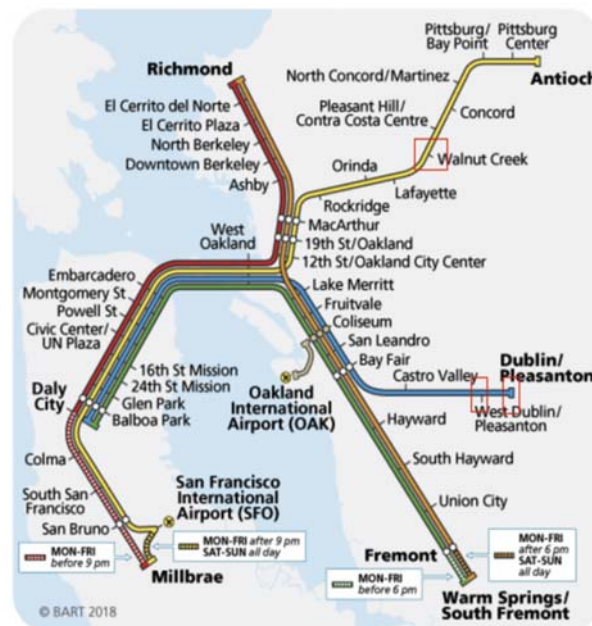 Pittsburg/
Bay Point
Pittsburg
Center
Antioch
North Concord/Martinez
Concord
Pleasant Hill/
Contra Costa Centre
Walnut Creek
Lafayette
Orinda
Rockridge
Richmond
El Cerrito del Norte
El Cerrito Plaza
North Berkeley
Downtown Berkeley
Ashby
MacArthur
19th St/Oakland
12th St/Oakland City Center
West
Oakland
Lake Merritt
Fruitvale
Coliseum
San Leandro
Bay Fair
Castro Valley
West Dublin/
Pleasanton
Dublin/
Pleasanton
Embarcadero
Montgomery St
Powell St
Civic Center/
UN Plaza
16th St Mission
24th St Mission
Glen Park
Balboa Park
Daly
City
Oakland
International
Airport (OAK)
Hayward
South Hayward
Union City
Colma
South San
Francisco
San Bruno
San Francisco
International
Airport (SFO)
MON-FRI
before 9 pm
MON-FRI after 9 pm
SAT-SUN all day
Millbrae
Fremont
MON-FRI
before 6 pm
MON-FRI
after 6 pm
SAT-SUN
all day
Warm Springs/
South Fremont
© BART 2018